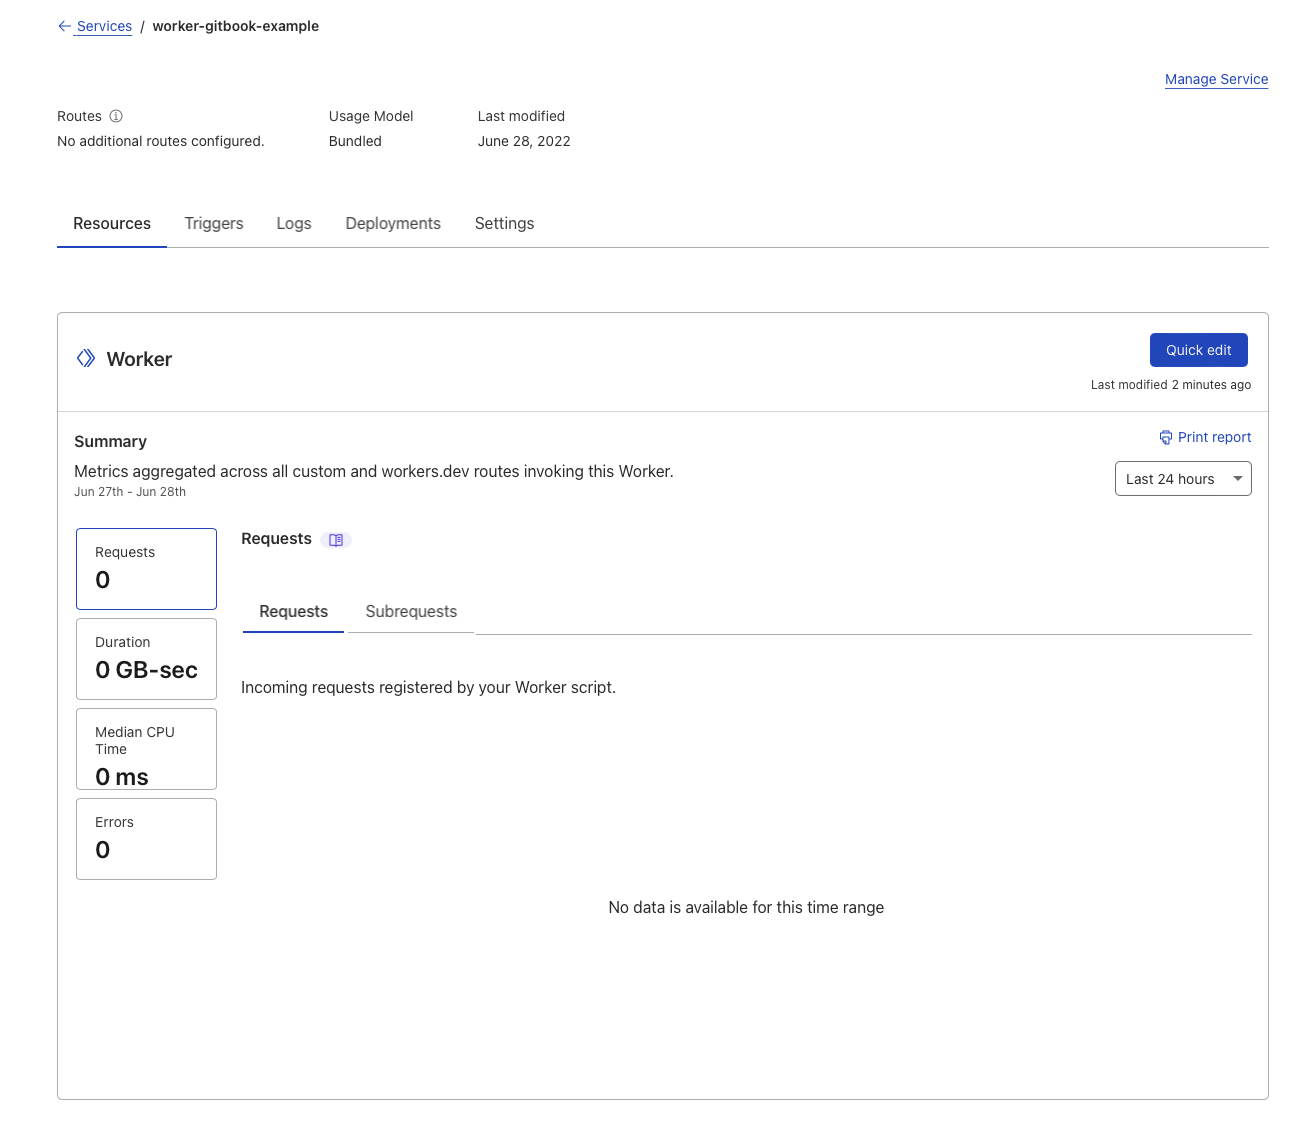 Services / worker-gitbook-example
Manage Service
Routes
No additional routes configured.
Usage Model
Bundled
Last modified
June 28, 2022
Resources Triggers Logs Deployments Settings
Worker
Quick edit
Last modified 2 minutes ago
Summary
Print report
Metrics aggregated across all custom and workers.dev routes invoking this Worker.
Jun 27th - Jun 28th
Last 24 hours
Requests
0
Duration
0 GB-sec
Median CPU
Time
0 ms
Errors
0
Requests
Requests Subrequests
Incoming requests registered by your Worker script.
No data is available for this time range